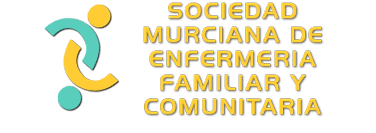 SOCIEDAD
MURCIANA DE
ENFERMERIA
FAMILIAR Y
COMUNITARIA